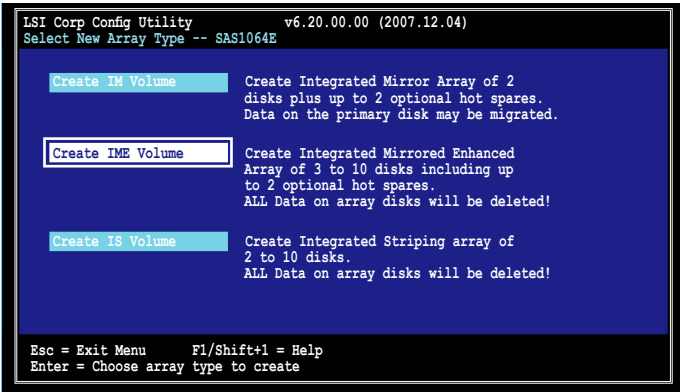 LSI Corp Config Utility v6.20.00.00 (2007.12.04)
Select New Array Type -- SAS1064E
Create IM Volume Create Integrated Mirror Array of 2
disks plus up to 2 optional hot spares.
Data on the primary disk may be migrated.
Create IME Volume Create Integrated Mirrored Enhanced
Array of 3 to 10 disks including up
to 2 optional hot spares.
ALL Data on array disks will be deleted!
Create IS Volume Create Integrated Striping array of
2 to 10 disks.
ALL Data on array disks will be deleted!
Esc = Exit Menu F1/Shift+1 = Help
Enter = Choose array type to create